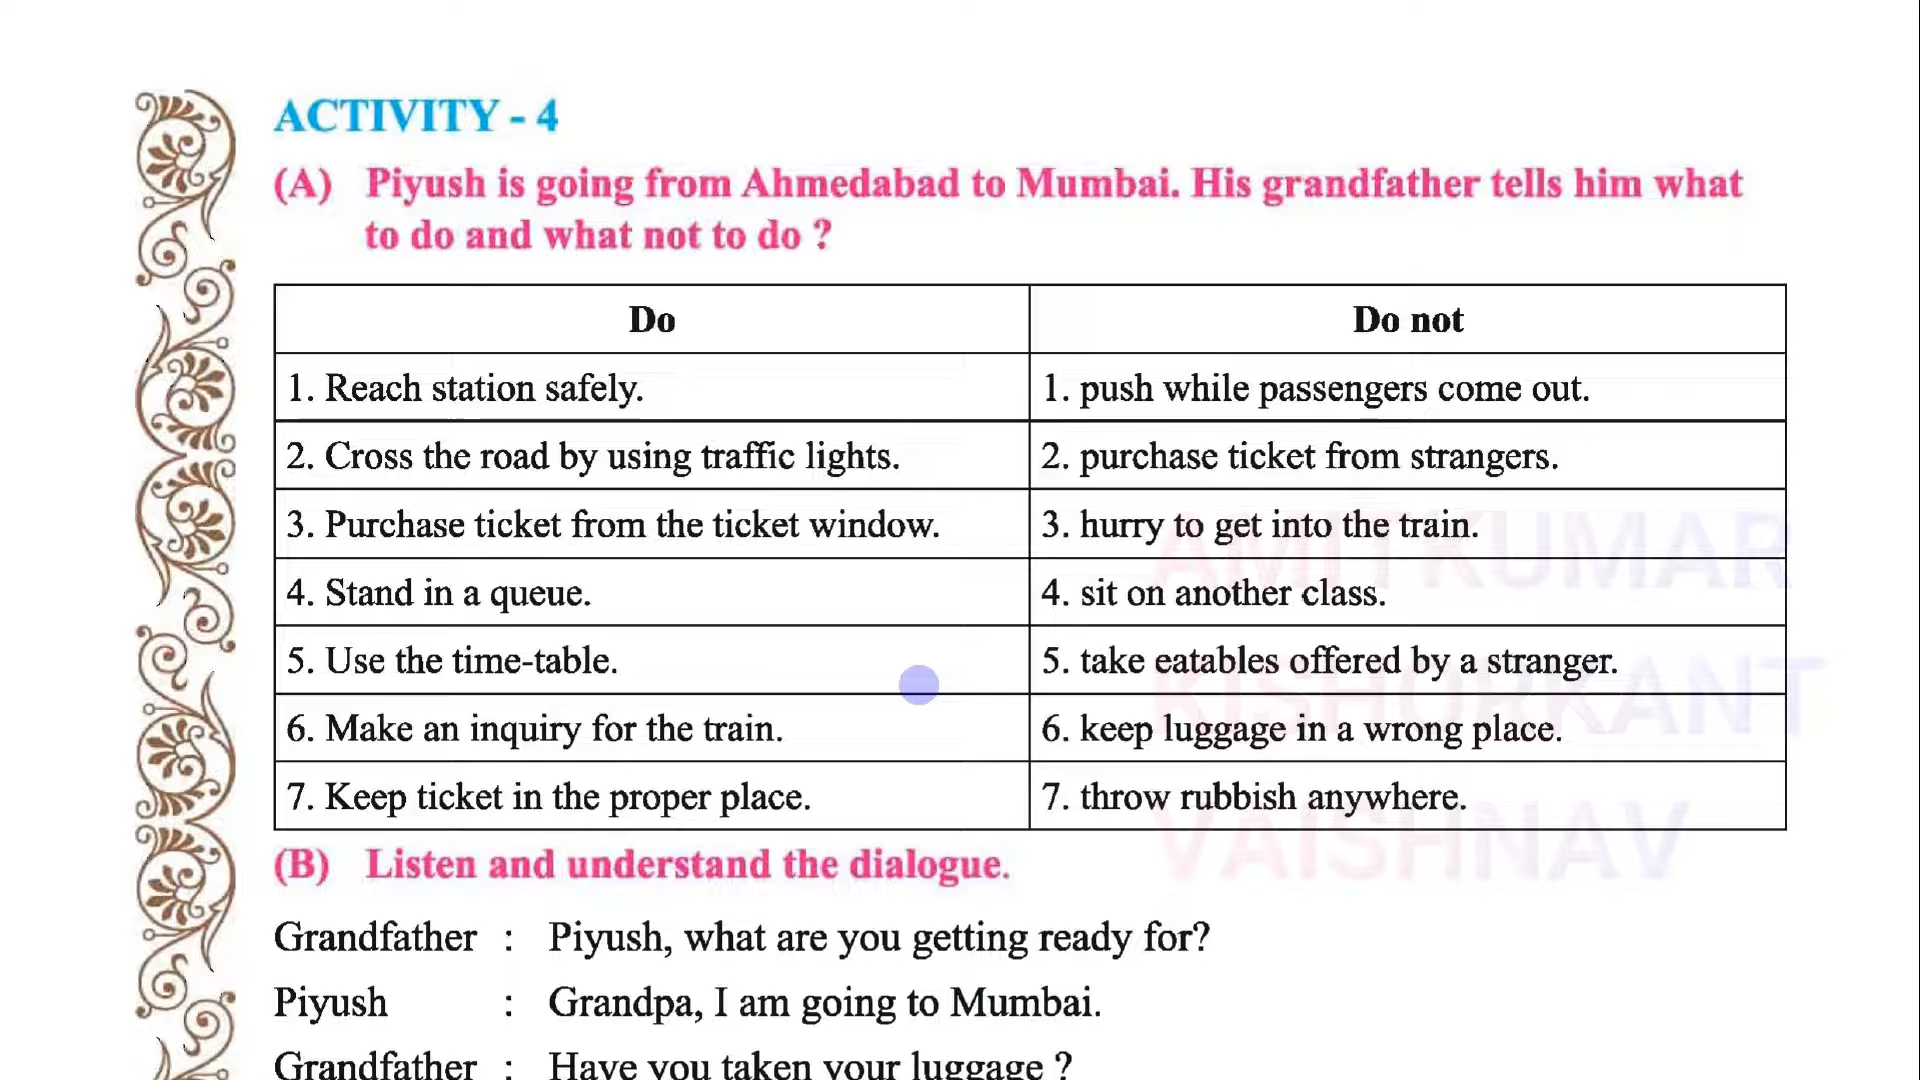 ACTIVITY - 4
(A) Piyush is going from Ahmedabad to Mumbai. His grandfather tells him what
to do and what not to do ?
Do Do not
1. Reach station safely. 1. push while passengers come out.
2. Cross the road by using traffic lights. 2. purchase ticket from strangers.
3. Purchase ticket from the ticket window. 3. hurry to get into the train.
4. Stand in a queue. 4. sit on another class.
5. Use the time-table. 5. take eatables offered by a stranger.
6. Make an inquiry for the train. 6. keep luggage in a wrong place.
7. Keep ticket in the proper place. 7. throw rubbish anywhere.
AMITKUMAR
KISHORKANT
VAISHNAV
(B) Listen and understand the dialogue.
Grandfather : Piyush, what are you getting ready for?
Piyush : Grandpa, I am going to Mumbai.
Grandfather : Have you taken your luggage ?